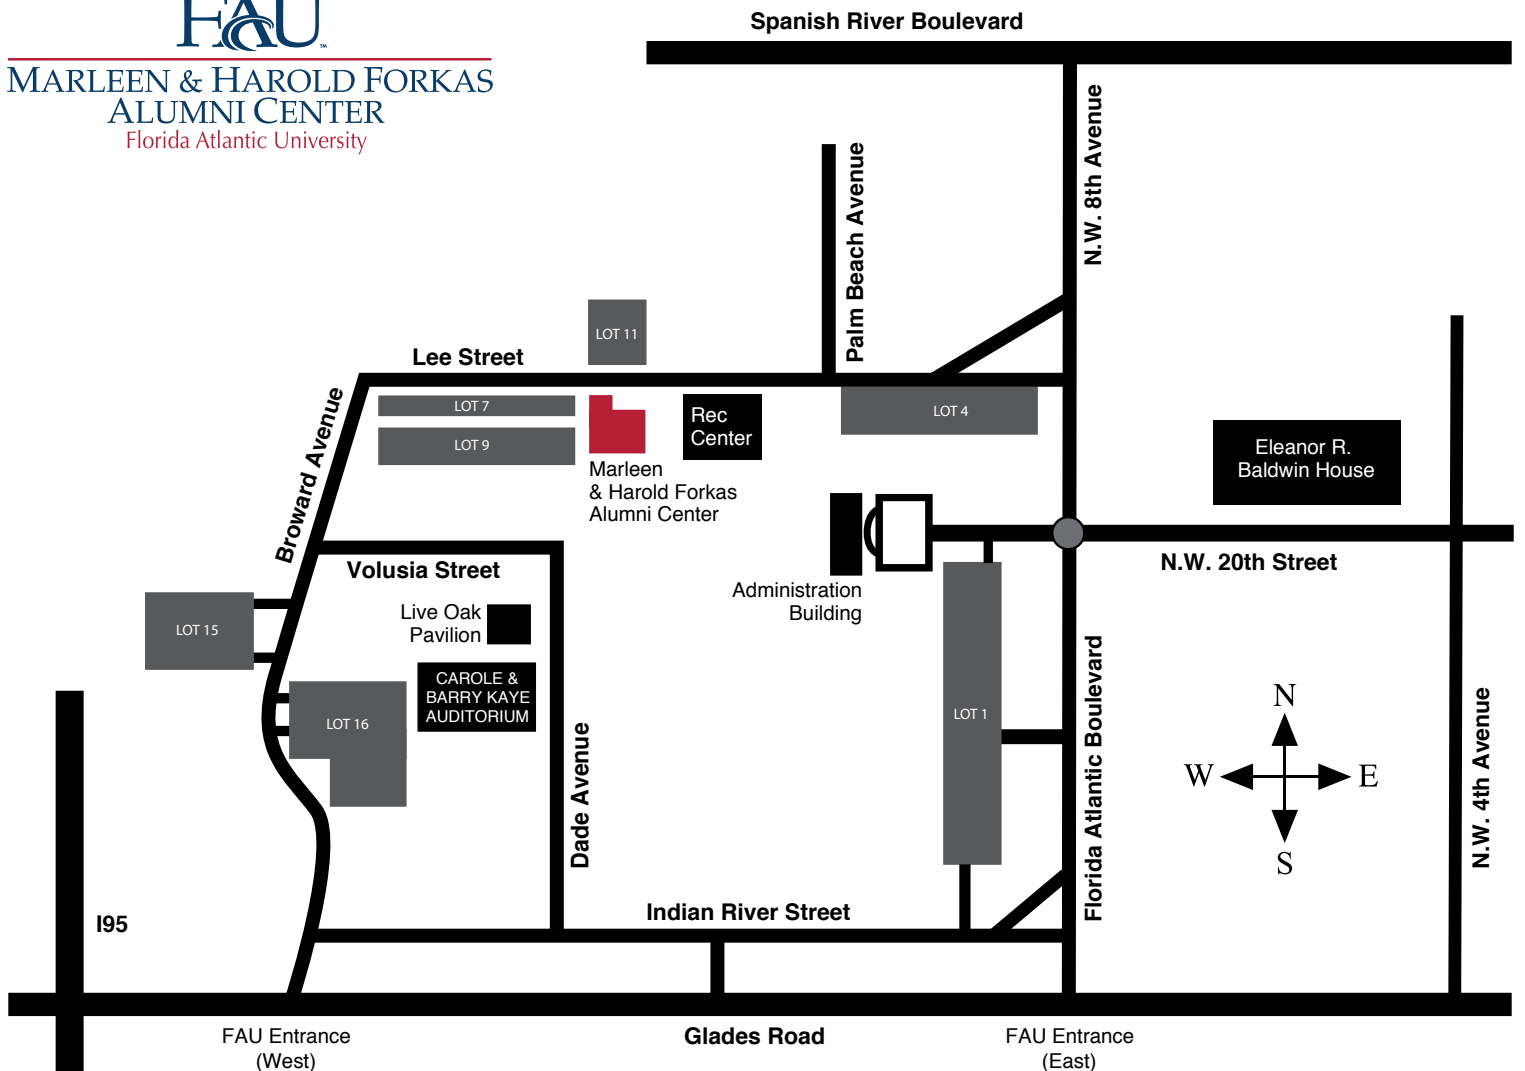 FAU
TM
MARLEEN & HAROLD FORKAS
ALUMNI CENTER
Florida Atlantic University
Spanish River Boulevard
N.W. 8th Avenue
Palm Beach Avenue
LOT 11
Lee Street
LOT 7
LOT 9
Rec
Center
LOT 4
Marleen
& Harold Forkas
Alumni Center
Eleanor R.
Baldwin House
Broward Avenue
Volusia Street
N.W. 20th Street
Administration
Building
Live Oak
Pavilion
LOT 15
CAROLE &
BARRY KAYE
AUDITORIUM
LOT 16
LOT 1
Dade Avenue
Florida Atlantic Boulevard
N
W
E
S
N.W. 4th Avenue
I95
Indian River Street
FAU Entrance
(West)
Glades Road
FAU Entrance
(East)